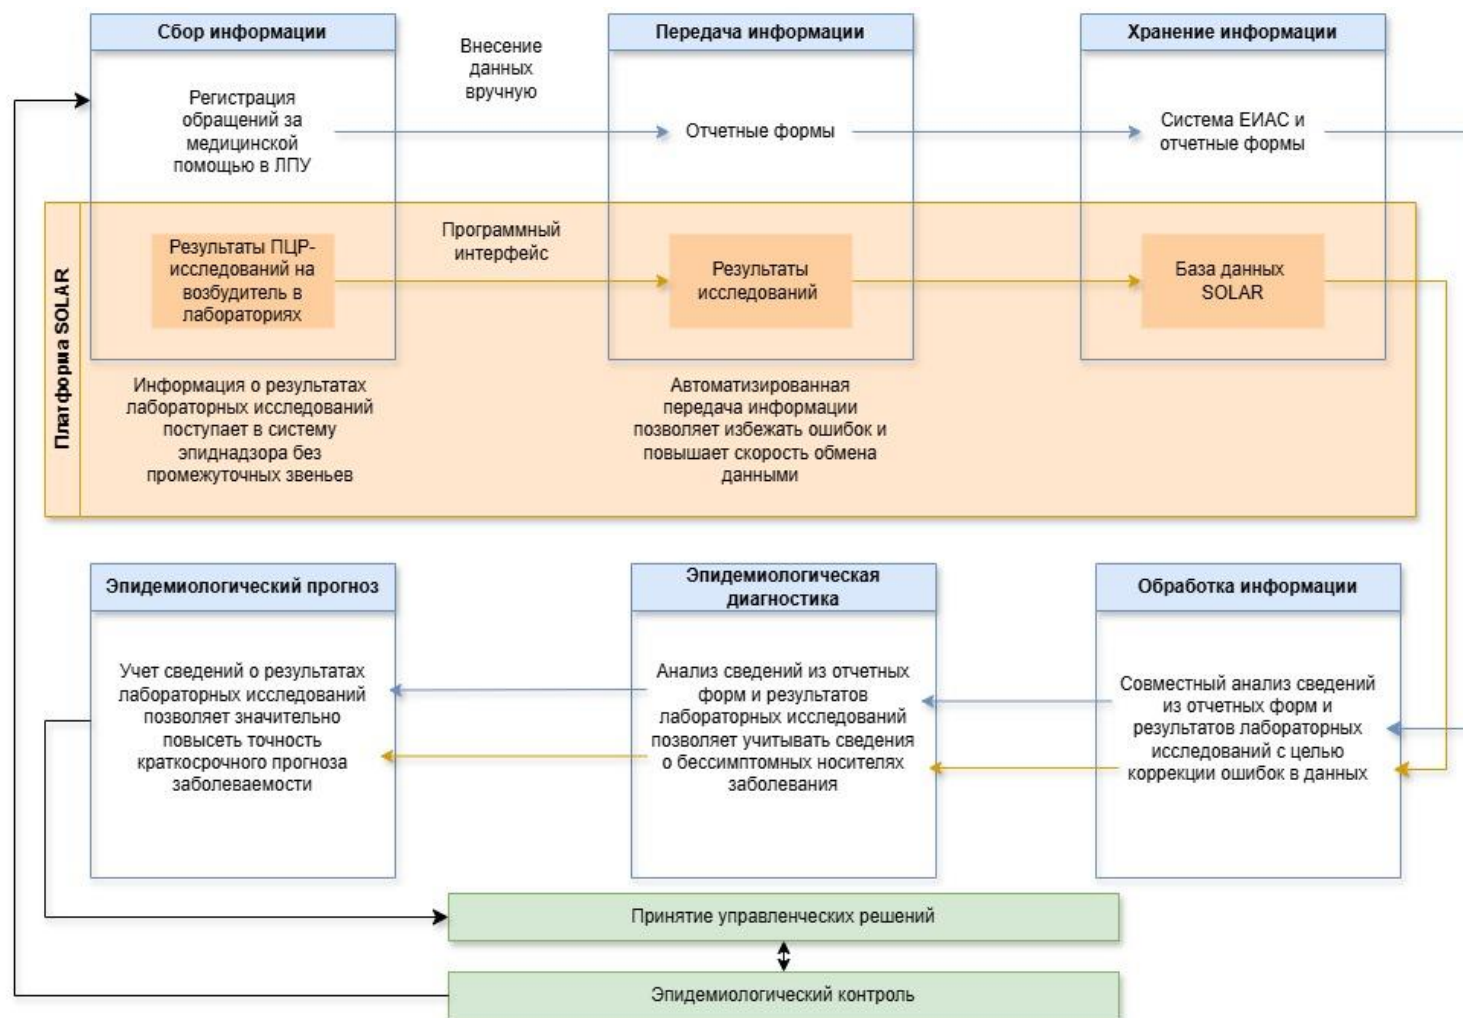 Сбор информации
Внесение
данных
вручную
Передача информации
Хранение информации
Регистрация
обращений за
медицинской
помощью в ЛПУ
Отчетные формы
Система ЕИАС и
отчетные формы
Платформа SOLAR
Результаты ПЦР-
исследований на
возбудитель в
лабораториях
Программный
интерфейс
Результаты
исследований
База данных
SOLAR
Информация о результатах
лабораторных исследований
поступает в систему
эпиднадзора без
промежуточных звеньев
Автоматизированная
передача информации
позволяет избежать ошибок и
повышает скорость обмена
данными
Эпидемиологический прогноз
Эпидемиологическая
диагностика
Обработка информации
Учет сведений о результатах
лабораторных исследований
позволяет значительно
повысеть точность
краткосрочного прогноза
заболеваемости
Анализ сведений из отчетных
форм и результатов
лабораторных исследований
позволяет учитывать сведения
о бессимптомных носителях
заболевания
Совместный анализ сведений
из отчетных форм и
результатов лабораторных
исследований с целью
коррекции ошибок в данных
Принятие управленческих решений
Эпидемиологический контроль